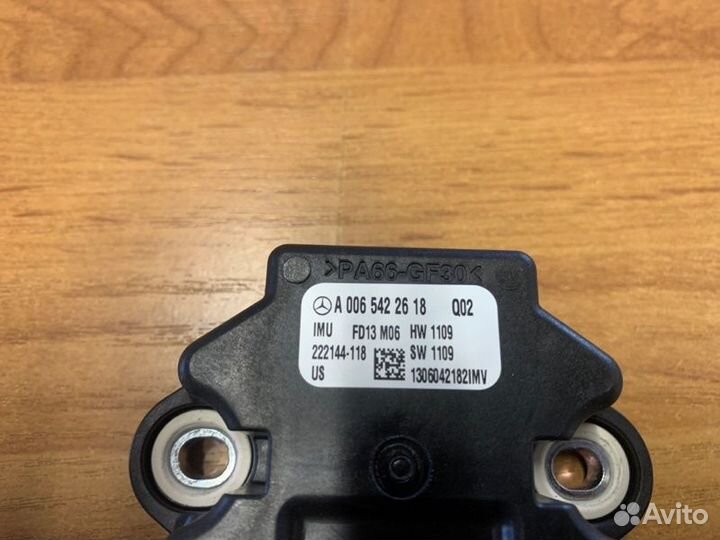 >PA66-GF30<
A 006 542 26 18 Q02
IMU FD13 M06 HW 1109
222144-118 SW 1109
US 1306042182IMV
Avito